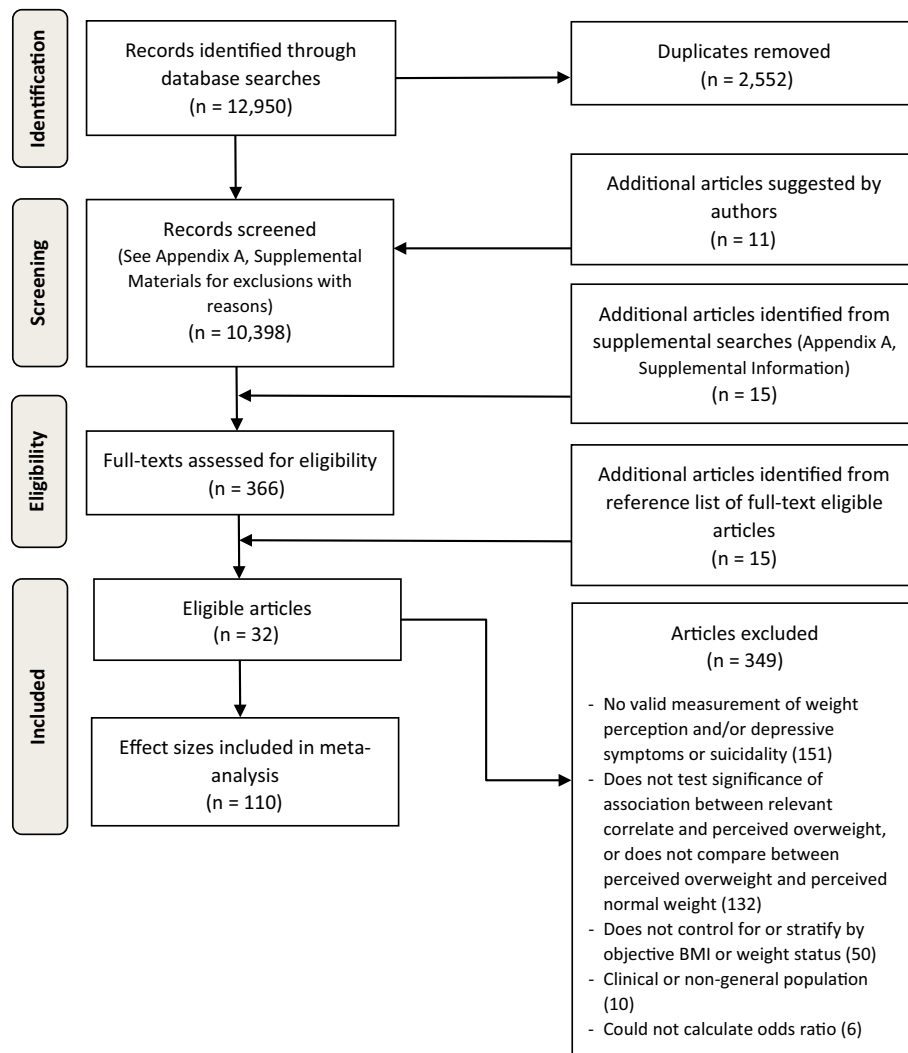 Identification
Records identified through
database searches
(n = 12,950)
Duplicates removed
(n = 2,552)
Screening
Records screened
(See Appendix A, Supplemental
Materials for exclusions with
reasons)
n = 10,398)
Additional articles suggested by
authors
(n = 11)
Additional articles identified from
supplemental searches (Appendix A,
Supplemental Information)
(n = 15)
Eligibility
Full-texts assessed for eligibility
(n = 366)
Additional articles identified from
reference list of full-text eligible
articles
(n = 15)
Included
Eligible articles
(n = 32)
Effect sizes included in meta-
analysis
(n = 110)
Articles excluded
(n = 349)
- No valid measurement of weight
perception and/or depressive
symptoms or suicidality (151)
- Does not test significance of
association between relevant
correlate and perceived overweight,
or does not compare between
perceived overweight and perceived
normal weight (132)
- Does not control for or stratify by
objective BMI or weight status (50)
- Clinical or non-general population
(10)
- Could not calculate odds ratio (6)